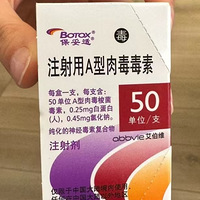 BOTOX®
保妥适®
毒
注射用A型肉毒毒素
每盒一支，每支含：
50单位A型肉毒梭菌
毒素，0.25mg白蛋白
(人)，0.45mg氯化钠。
纯化的神经毒素复合物
50
单位/支
注射剂
abbvie 艾伯维